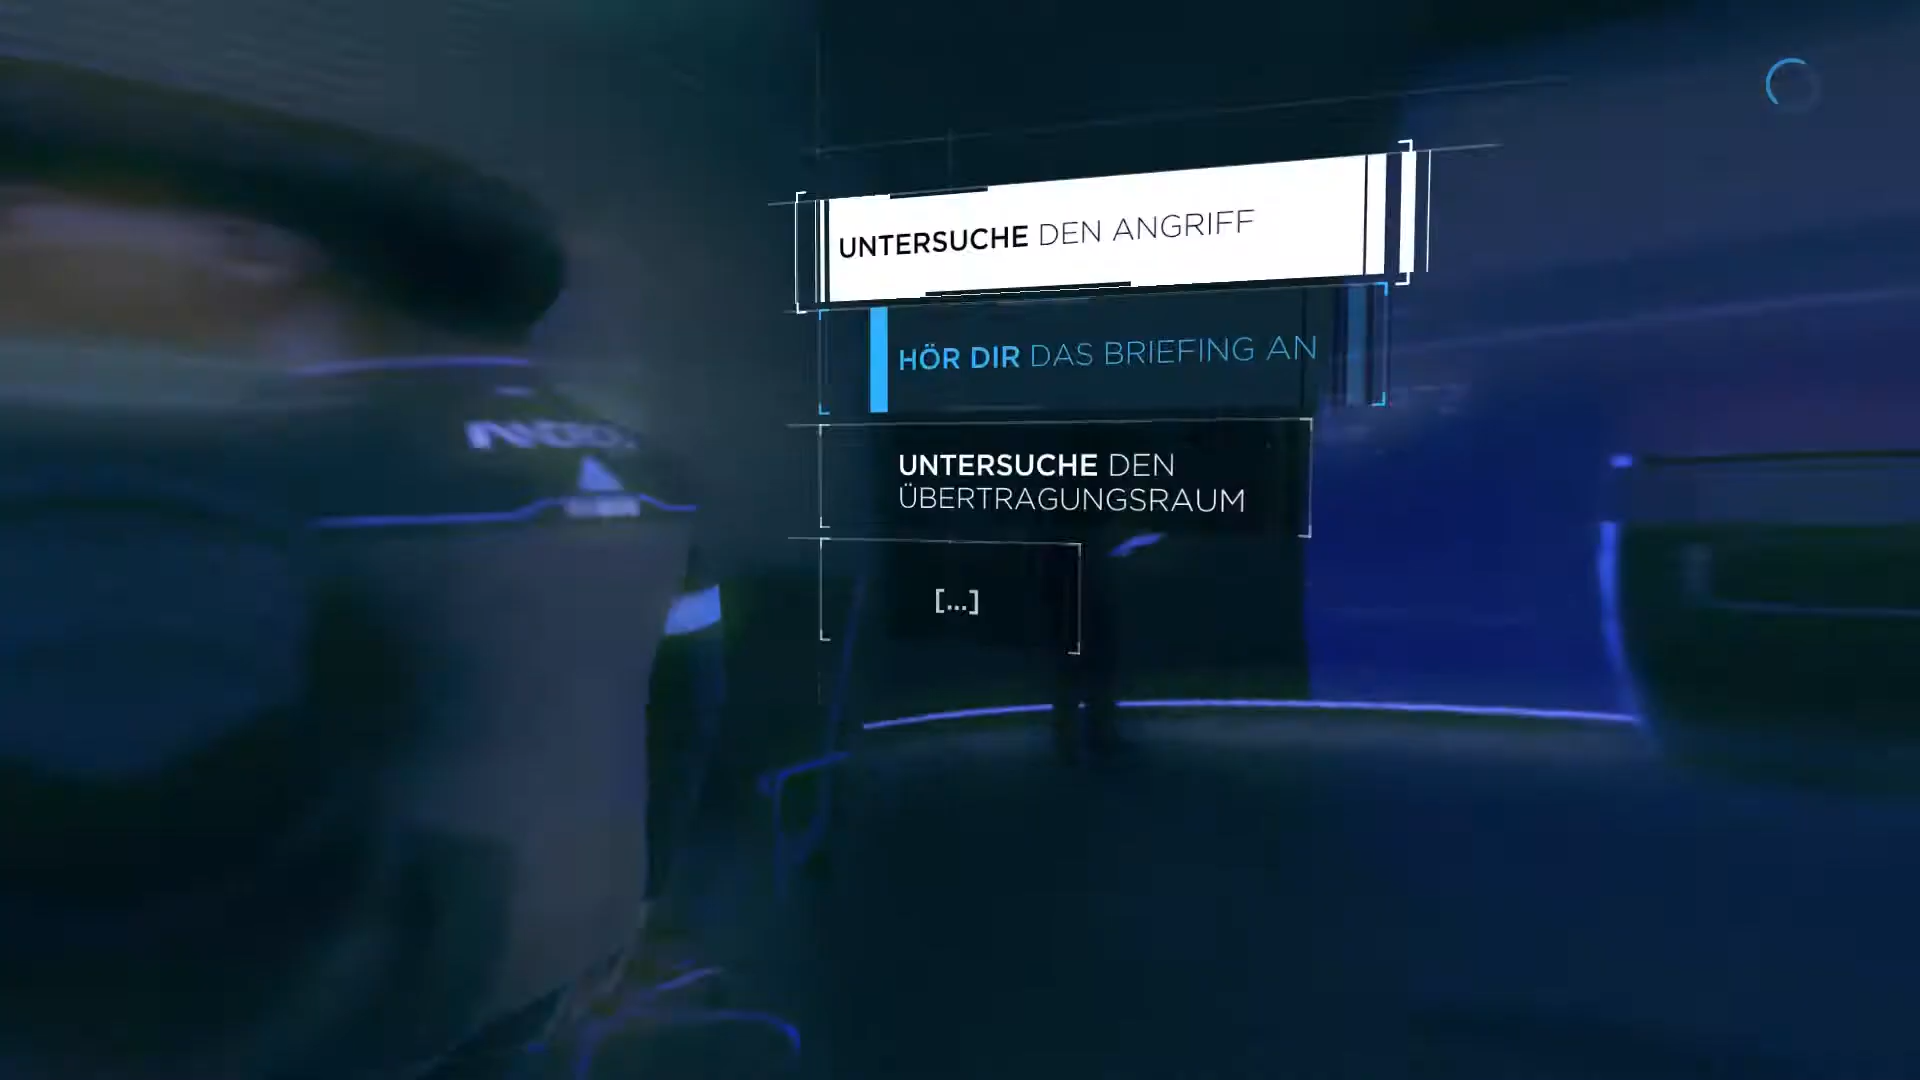 UNTERSUCHE DEN ANGRIFF
HÖR DIR DAS BRIEFING AN
UNTERSUCHE DEN
ÜBERTRAGUNGSRAUM
[...]